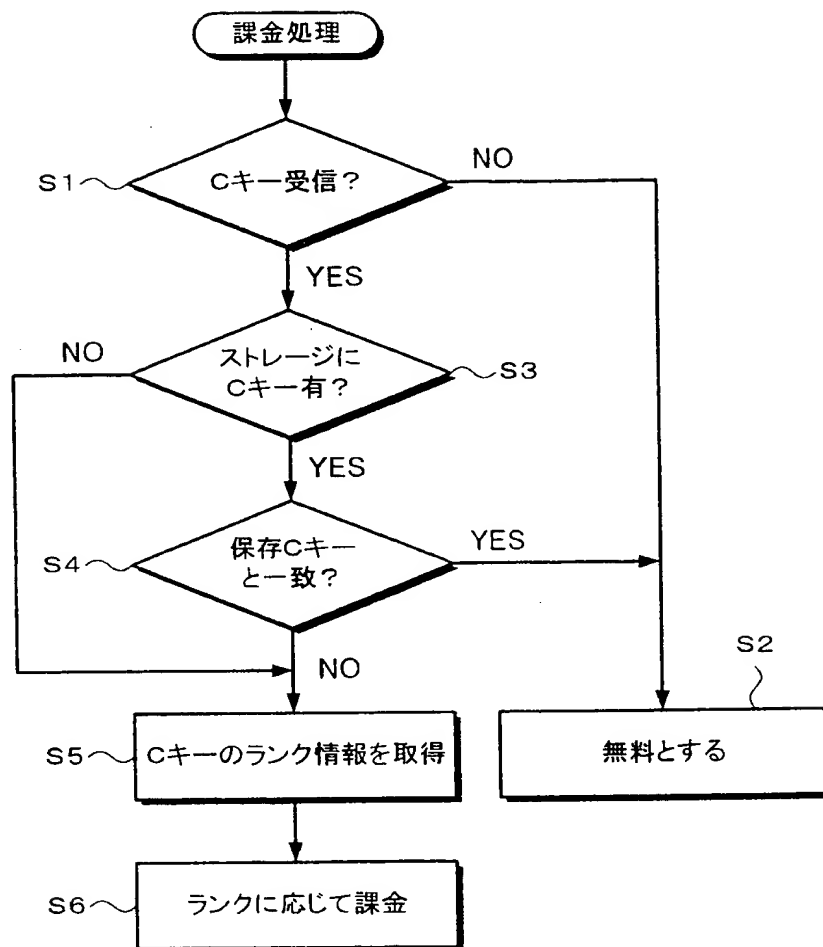 課金処理
S1
Cキー受信?
NO
YES
NO
ストレージに
Cキー有?
S3
YES
S4
保存Cキー
と一致?
YES
NO
S2
S5
Cキーのランク情報を取得
無料とする
S6
ランクに応じて課金